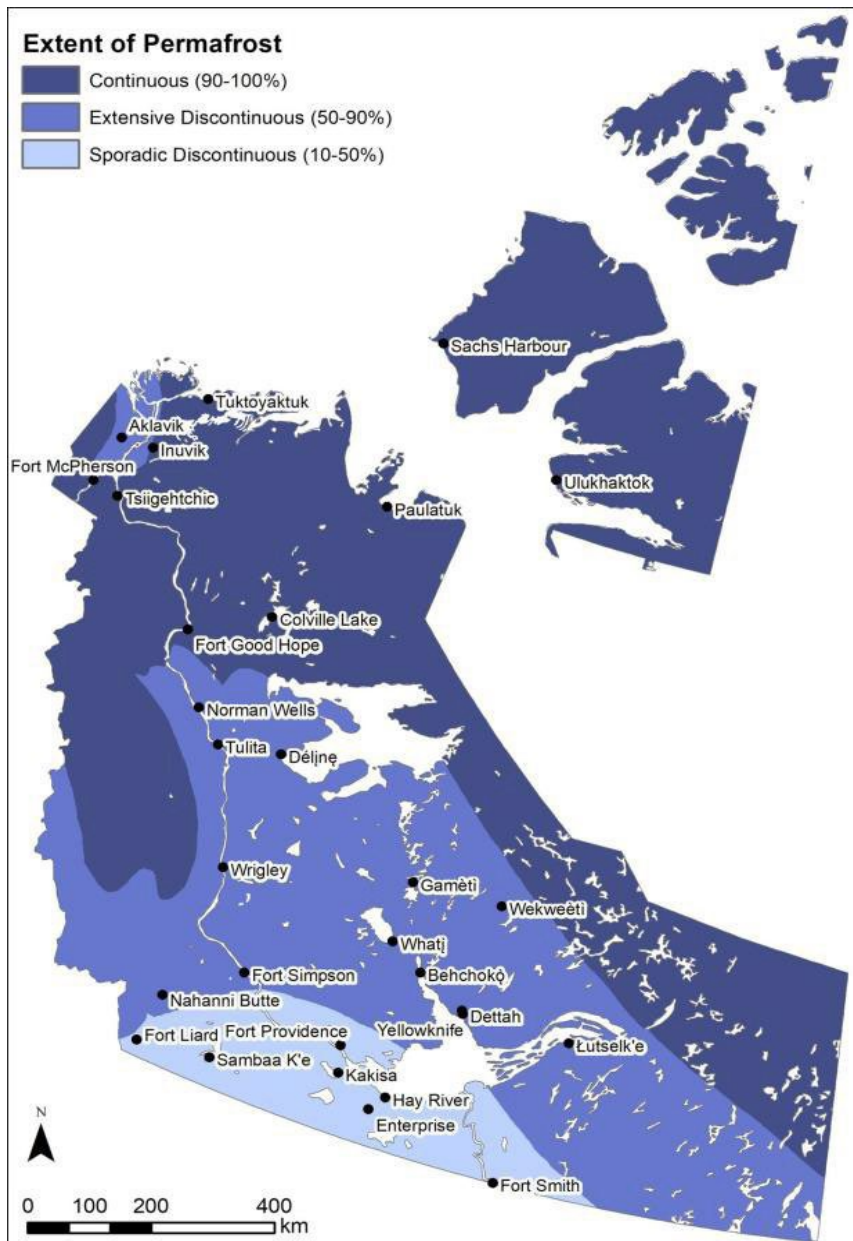 Extent of Permafrost
Continuous (90-100%)
Extensive Discontinuous (50-90%)
Sporadic Discontinuous (10-50%)
Sachs Harbour
Tuktoyaktuk
Aklavik
Inuvik
Fort McPherson
Ulukhaktok
Tsiigehtchic
Paulatuk
Colville Lake
Fort Good Hope
Norman Wells
Tulita
Délı̨nę
Wrigley
Gamètì
Wekweètì
Whatı̨
Fort Simpson
Behchokǫ̀
Nahanni Butte
Dettah
Fort Providence
Yellowknife
Fort Liard
Łutselk'e
Sambaa K'e
Kakisa
Hay River
Enterprise
Fort Smith
N
0 100 200 400
km